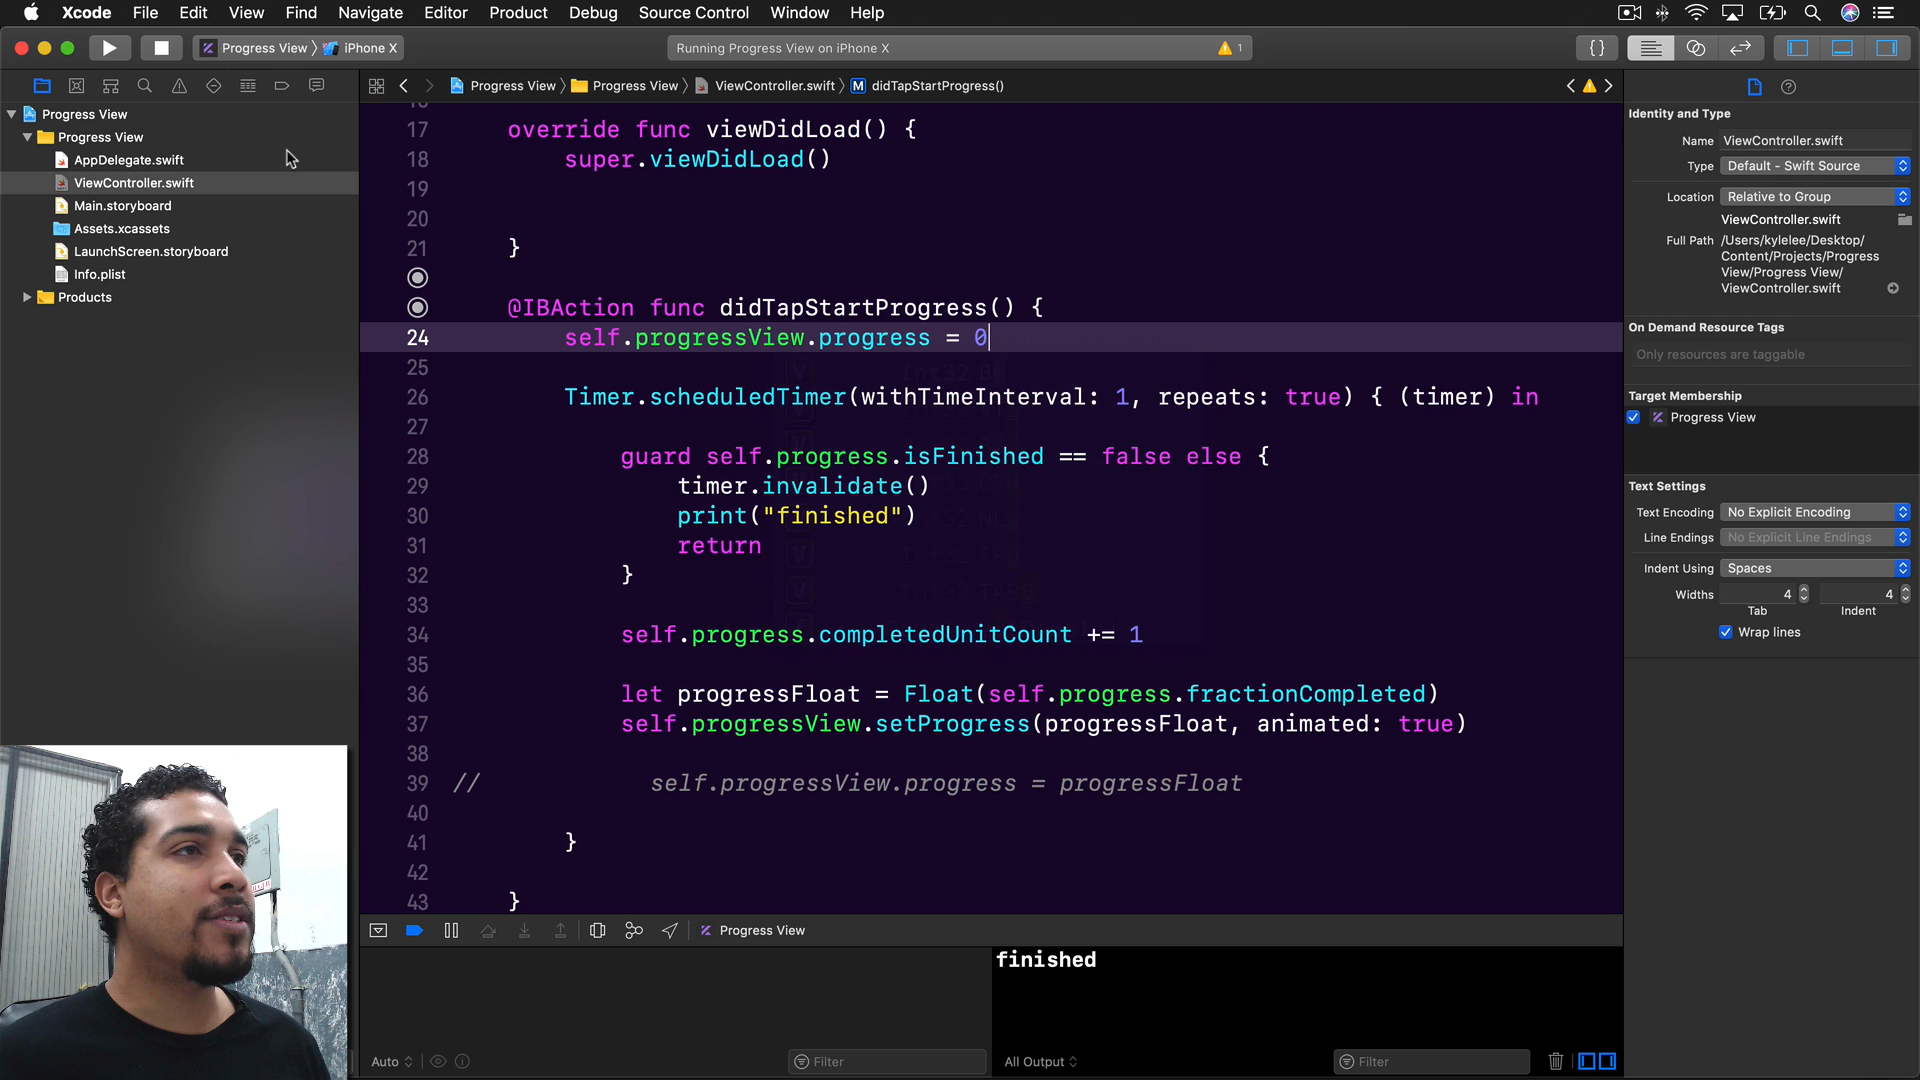 Xcode File Edit View Find Navigate Editor Product Debug Source Control Window Help
Progress View iPhone X
Running Progress View on iPhone X
1
{}
Progress View
Progress View
AppDelegate.swift
ViewController.swift
Main.storyboard
Assets.xcassets
LaunchScreen.storyboard
Info.plist
Products
Progress View Progress View ViewController.swift M didTapStartProgress()
17 override func viewDidLoad() {
18 super.viewDidLoad()
19
20
21 }
@IBAction func didTapStartProgress() {
24 self.progressView.progress = 0
25
26 Timer.scheduledTimer(withTimeInterval: 1, repeats: true) { (timer) in
27
28 guard self.progress.isFinished == false else {
29 timer.invalidate()
30 print("finished")
31 return
32 }
33
34 self.progress.completedUnitCount += 1
35
36 let progressFloat = Float(self.progress.fractionCompleted)
37 self.progressView.setProgress(progressFloat, animated: true)
38
39 // self.progressView.progress = progressFloat
40
41 }
42
43 }
Progress View
finished
Auto
Filter
All Output
Filter
Identity and Type
Name ViewController.swift
Type Default - Swift Source
Location Relative to Group
ViewController.swift
Full Path /Users/kylelee/Desktop/
Content/Projects/Progress
View/Progress View/
ViewController.swift
On Demand Resource Tags
Only resources are taggable
Target Membership
Progress View
Text Settings
Text Encoding No Explicit Encoding
Line Endings No Explicit Line Endings
Indent Using Spaces
Widths 4 4
Tab Indent
Wrap lines